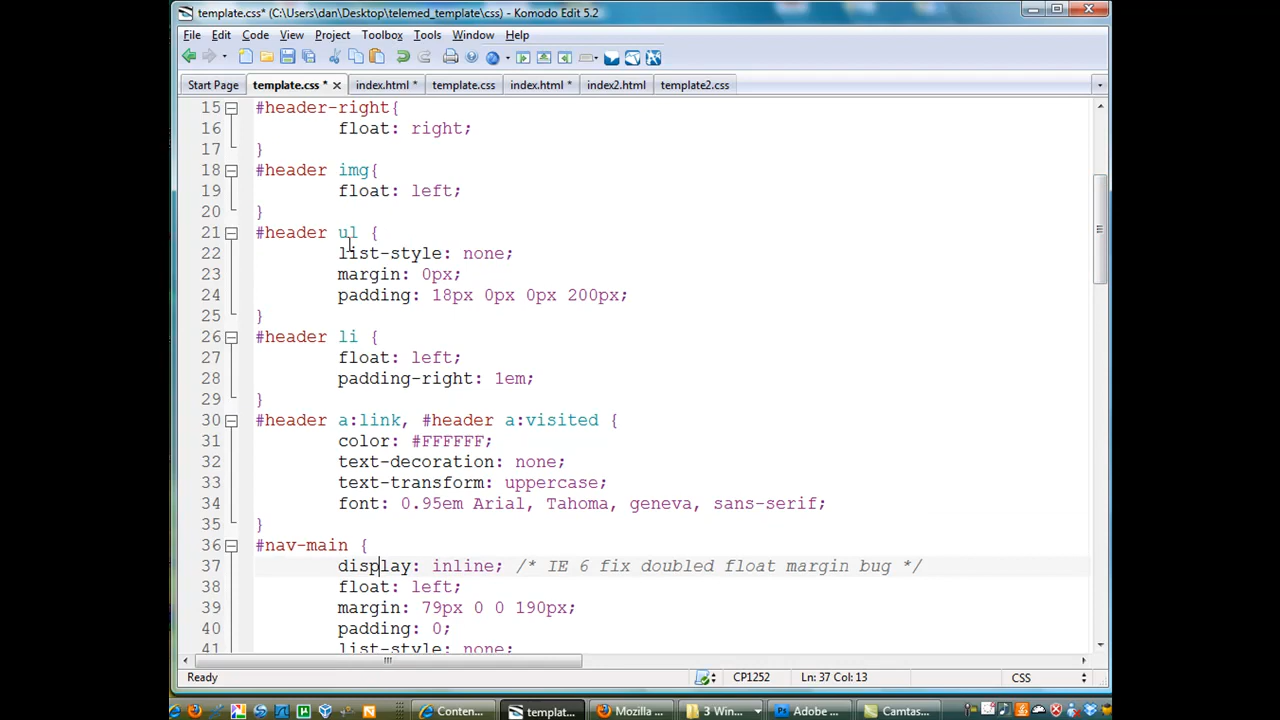 template.css* (C:\Users\dan\Desktop\telemed_template\css) - Komodo Edit 5.2
File Edit Code View Project Toolbox Tools Window Help
Start Page template.css * index.html * template.css index.html * index2.html template2.css
15 #header-right{
16 float: right;
17 }
18 #header img{
19 float: left;
20 }
21 #header ul {
22 list-style: none;
23 margin: 0px;
24 padding: 18px 0px 0px 200px;
25 }
26 #header li {
27 float: left;
28 padding-right: 1em;
29 }
30 #header a:link, #header a:visited {
31 color: #FFFFFF;
32 text-decoration: none;
33 text-transform: uppercase;
34 font: 0.95em Arial, Tahoma, geneva, sans-serif;
35 }
36 #nav-main {
37 display: inline; /* IE 6 fix doubled float margin bug */
38 float: left;
39 margin: 79px 0 0 190px;
40 padding: 0;
41 list-style: none;
Ready CP1252 Ln: 37 Col: 13 CSS
Conten... templat... Mozilla ... 3 Win... Adobe ... Camtas...